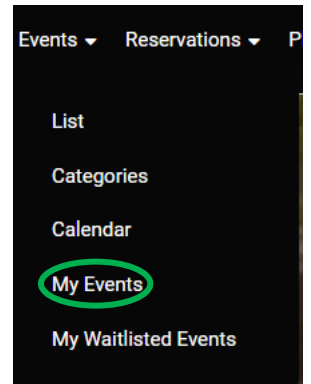 Events Reservations P
List
Categories
Calendar
My Events
My Waitlisted Events